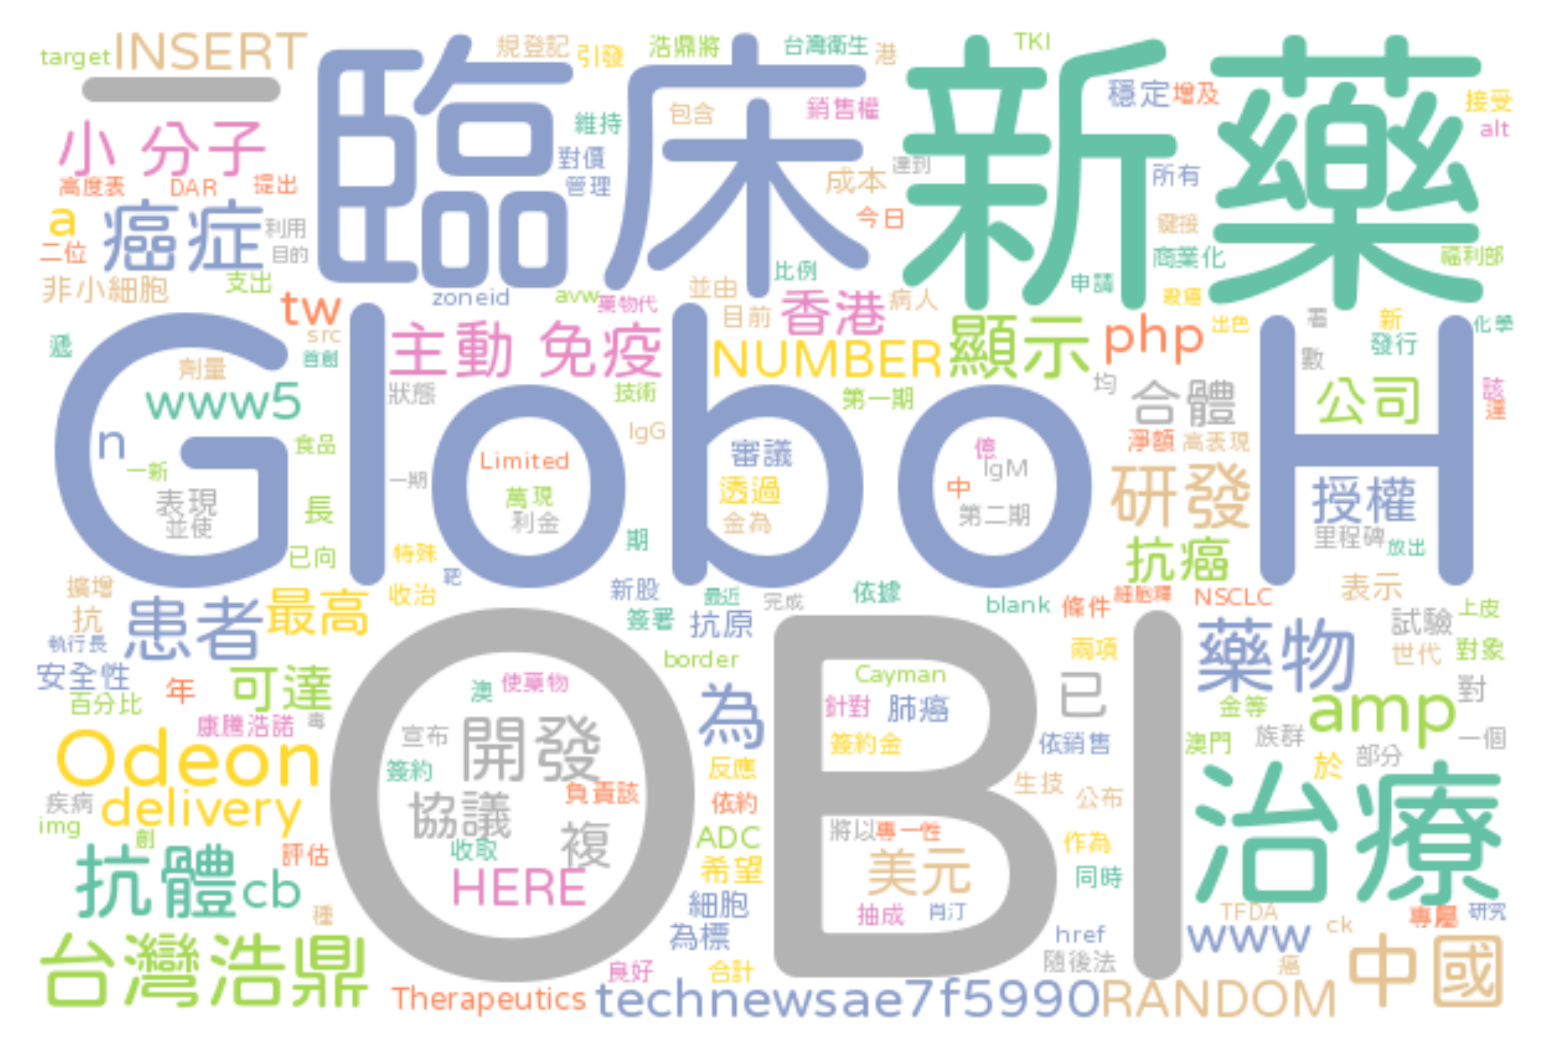 target INSERT 規登記 引發 浩鼎將 台灣衛生 港 TKI
一 臨床 新藥
穩定 增及 接受
小 分子 維持 包含 銷售權 alt
高度表 DAR 提出 對價 管理 成本 達到 今日 所有
a 癌症 利用 鍵接
二位 目的 比例 商業化 福利部
非小細胞 支出 zoneid avw 藥物代 並由 申請 毅癌
tw 香港 病人
src 主動 免疫 目前 NUMBER 顯示 php 出色 著 新 化學
遞 首創 發行
劑量 數
www5 狀態 技術 第一期 均 合體 公司 該 達
Globo H
n 食品 IgG 審議 億 淨額 高表現
一新 Limited IgM
表現 一期 萬現 透過 中 研發 授權
並使 長 利金 金為 第二期 里程碑
已向 特殊 期 抗癌 放出
擴增 靶 新股 最近 完成 依據 表示
抗 患者 最高 收治 簽署 抗原 blank 條件 細胞釋 NSCLC 試驗 上皮
執行長 兩項 藥物 世代 對象
安全性 年 可達 border Cayman 已 對
百分比 澳 使藥物 為 針對 肺癌 金等 amp
康騰浩諾 毒 OBI
宣布 開發 簽約金 依銷售 澳門 族群 一個
Odeon 簽約 反應 於 部分
疾病 delivery 協議 負責該 依約 生技 公布 治療
img 創 複 ADC 將以 專一性 作為
抗體 cb 評估 收取 希望 美元 同時
HERE 細胞 抽成 肖汀 TFDA 專屬 研究
種 為標 href www ck
台灣浩鼎 良好 合計 隨後法 癌 中國
Therapeutics technewsae7f5990 RANDOM